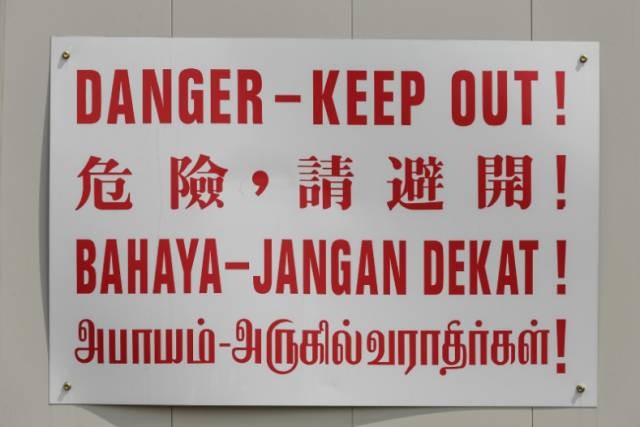 DANGER – KEEP OUT!
危險，請避開!
BAHAYA – JANGAN DEKAT!
அபாயம்-அருகில்வராதீர்கள்!